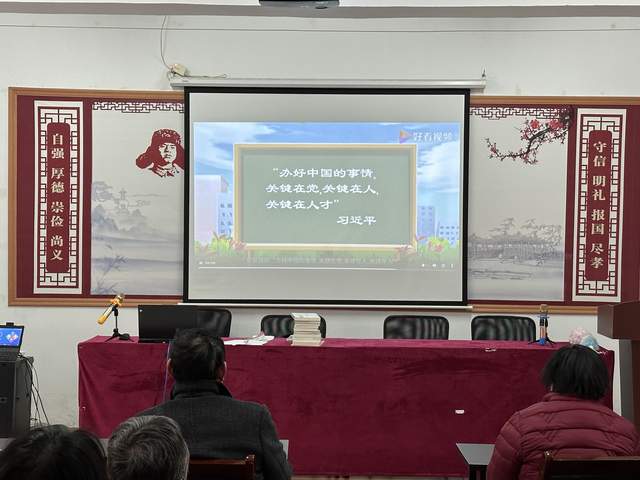 自强 厚德 崇俭 尚义
好看视频
“办好中国的事情，
关键在党，关键在人，
关键在人才”
习近平
守信 明礼 报国 尽孝